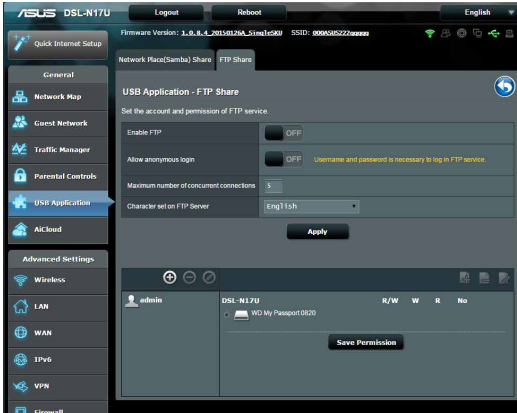 ASUS DSL-N17U
Logout
Reboot
English
Quick Internet Setup
General
Network Map
Guest Network
Traffic Manager
Parental Controls
USB Application
AiCloud
Advanced Settings
Wireless
LAN
WAN
IPv6
VPN
Firewall
Firmware Version: 1.0.8.4_20150126A_SingleSKU SSID: 000ASUS222ggggg
Network Place(Samba) Share FTP Share
USB Application - FTP Share
Set the account and permission of FTP service.
Enable FTP OFF
Allow anonymous login OFF Username and password is necessary to log in FTP service.
Maximum number of concurrent connections 5
Character set on FTP Server English
Apply
admin
DSL-N17U R/W W R No
WD My Passport 0820
Save Permission